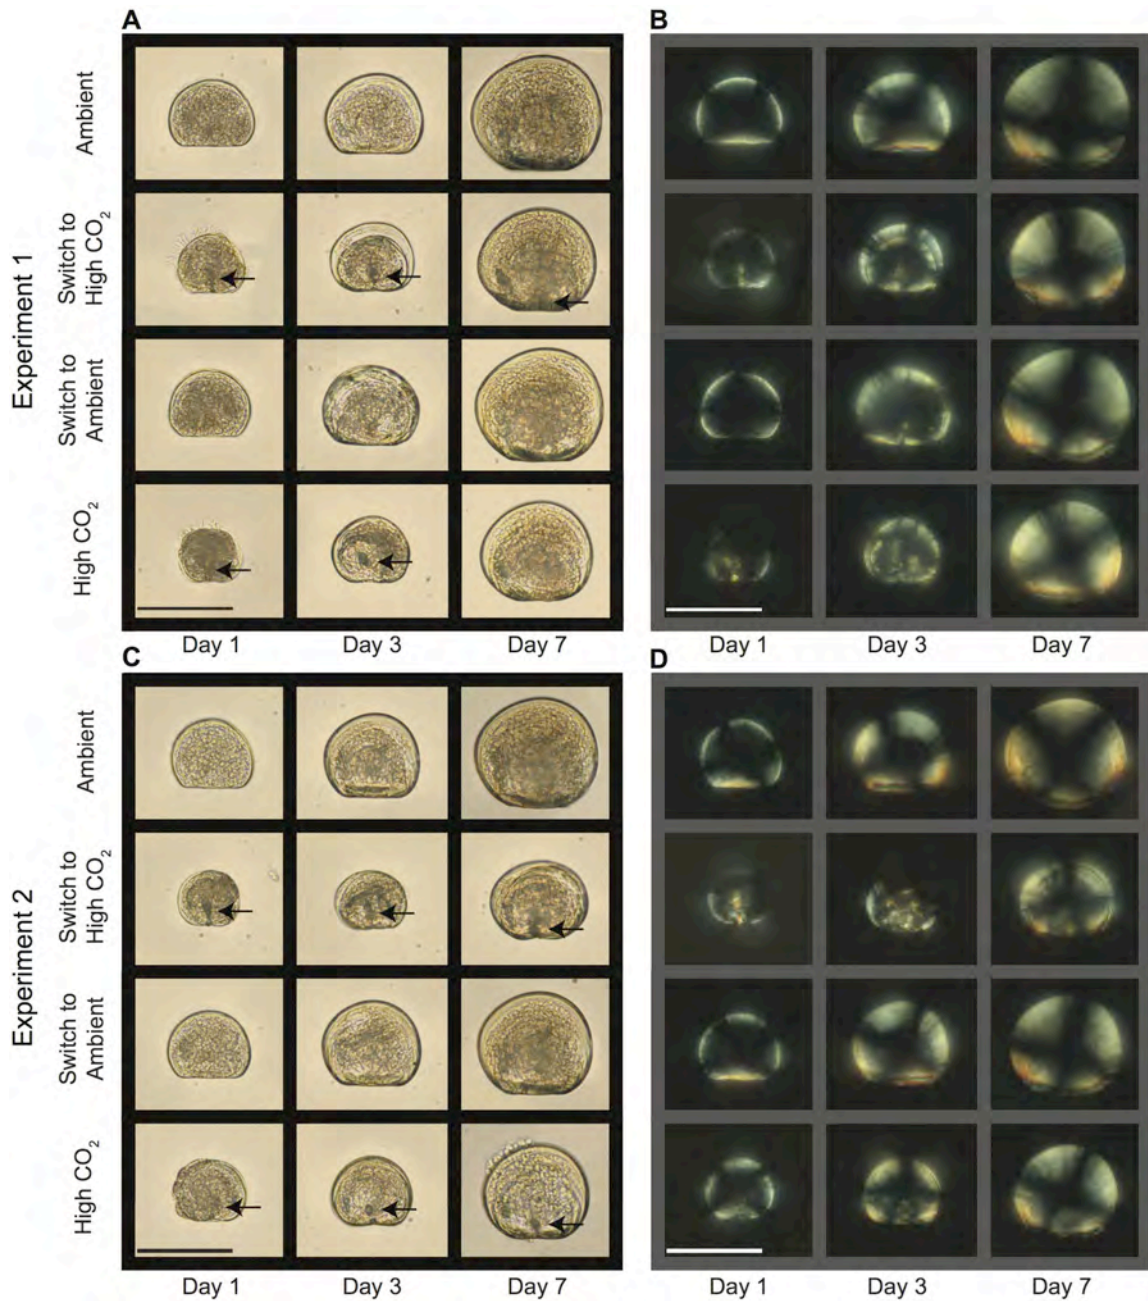 A
B
Experiment 1
Ambient
Switch to
High CO₂
Switch to
Ambient
High CO₂
Day 1
Day 3
Day 7
Day 1
Day 3
Day 7
C
D
Experiment 2
Ambient
Switch to
High CO₂
Switch to
Ambient
High CO₂
Day 1
Day 3
Day 7
Day 1
Day 3
Day 7